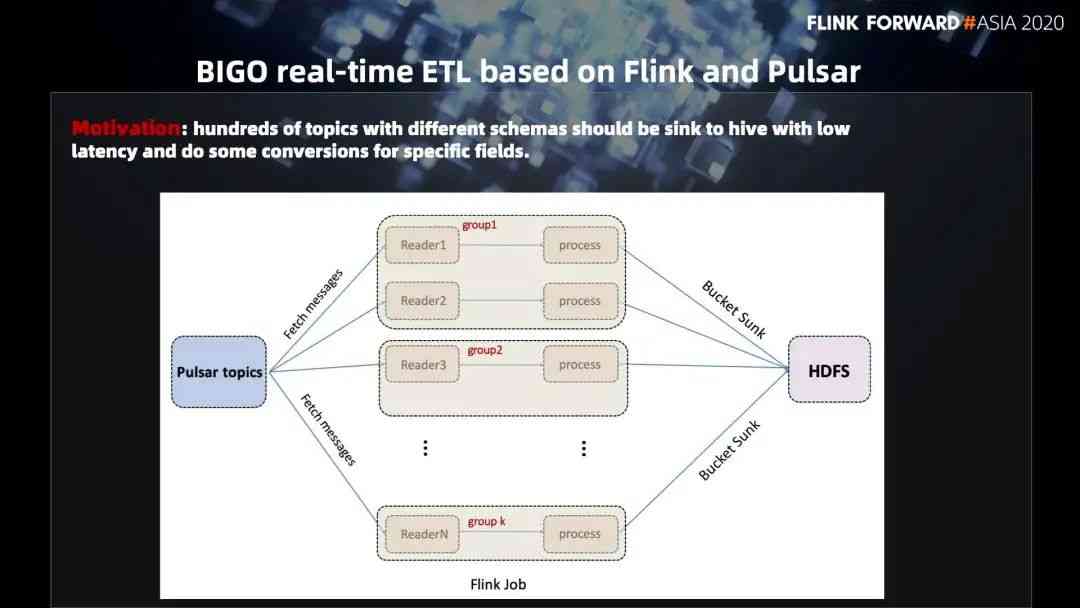 FLINK FORWARD#ASIA 2020
BIGO real-time ETL based on Flink and Pulsar
Motivation: hundreds of topics with different schemas should be sink to hive with low
latency and do some conversions for specific fields.
group1
Reader1
process
Fetch messages
Bucket Sunk
Reader2
process
group2
Reader3
process
Pulsar topics
HDFS
Fetch messages
Bucket Sunk
group k
ReaderN
process
Flink Job